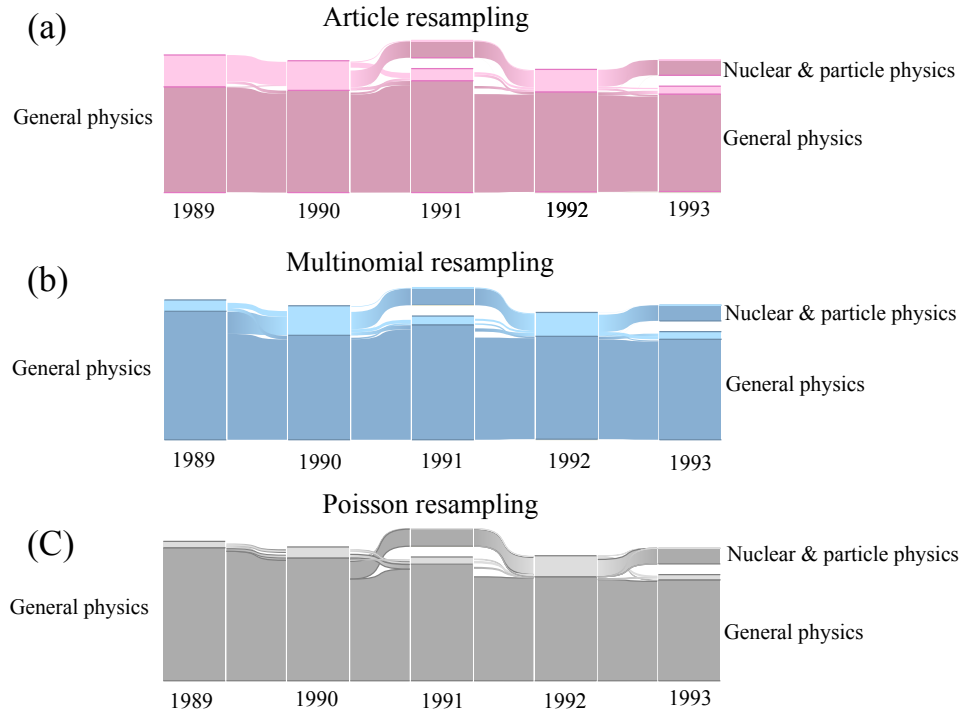 (a)
Article resampling
General physics
Nuclear & particle physics
General physics
1989 1990 1991 1992 1993
(b)
Multinomial resampling
General physics
Nuclear & particle physics
General physics
1989 1990 1991 1992 1993
(C)
Poisson resampling
General physics
Nuclear & particle physics
General physics
1989 1990 1991 1992 1993